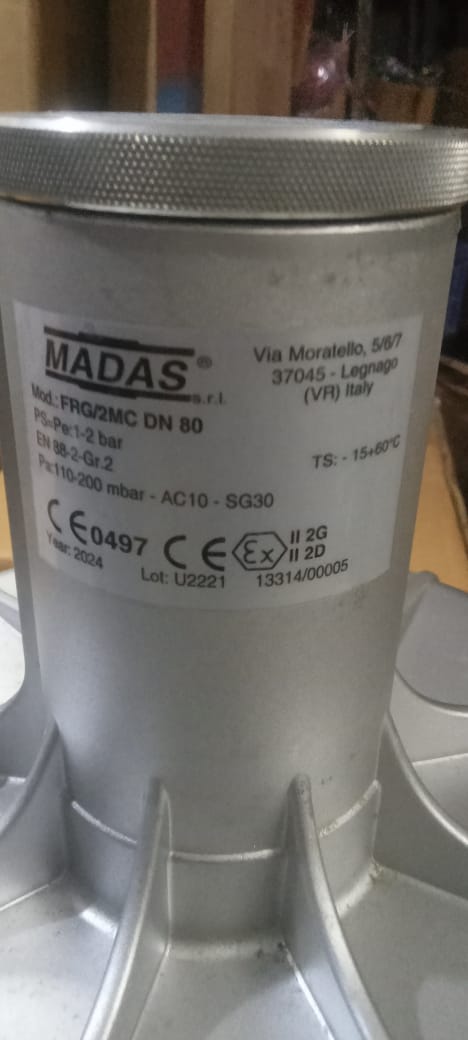 MADAS®
s.r.l.
Via Moratello, 5/6/7
37045 - Legnago
(VR) Italy
Mod.: FRG/2MC DN 80
PS=Pe:1-2 bar
EN 88-2-Gr.2
TS: - 15+60°C
Pa:110-200 mbar - AC10 - SG30
CE0497 CE Ex II 2G
II 2D
Year: 2024
Lot: U2221 13314/00005